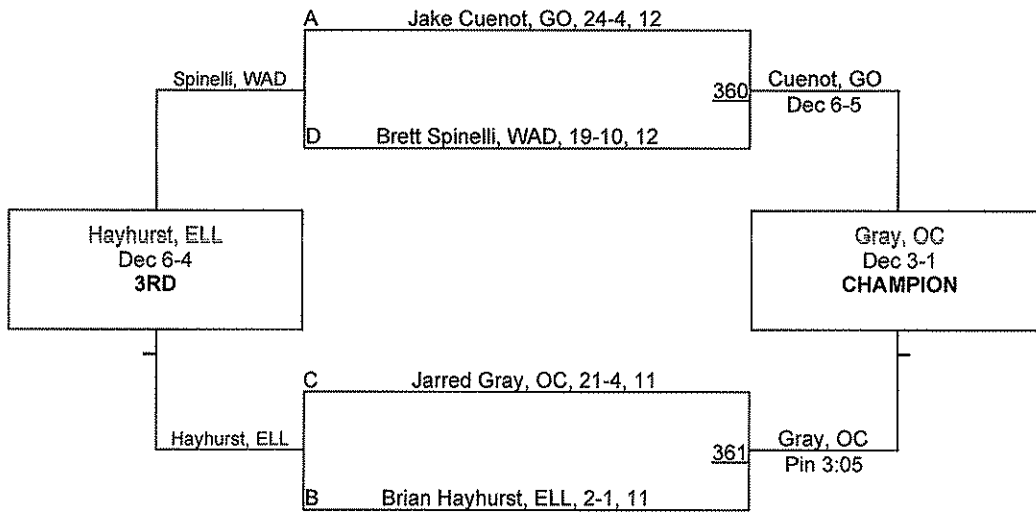 A Jake Cuenot, GO, 24-4, 12
Spinelli, WAD
360
Cuenot, GO
Dec 6-5
D Brett Spinelli, WAD, 19-10, 12
Hayhurst, ELL
Dec 6-4
3RD
Gray, OC
Dec 3-1
CHAMPION
C Jarred Gray, OC, 21-4, 11
Hayhurst, ELL
361
Gray, OC
Pin 3:05
B Brian Hayhurst, ELL, 2-1, 11